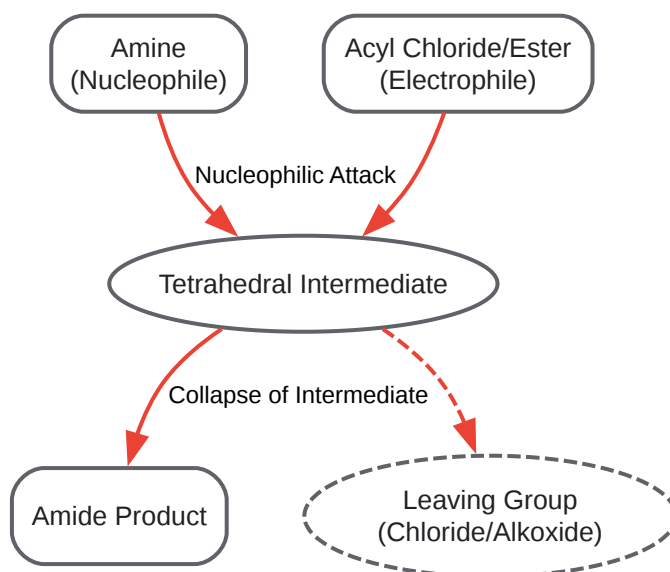 Amine
(Nucleophile)
Acyl Chloride/Ester
(Electrophile)
Nucleophilic Attack
Tetrahedral Intermediate
Collapse of Intermediate
Amide Product
Leaving Group
(Chloride/Alkoxide)